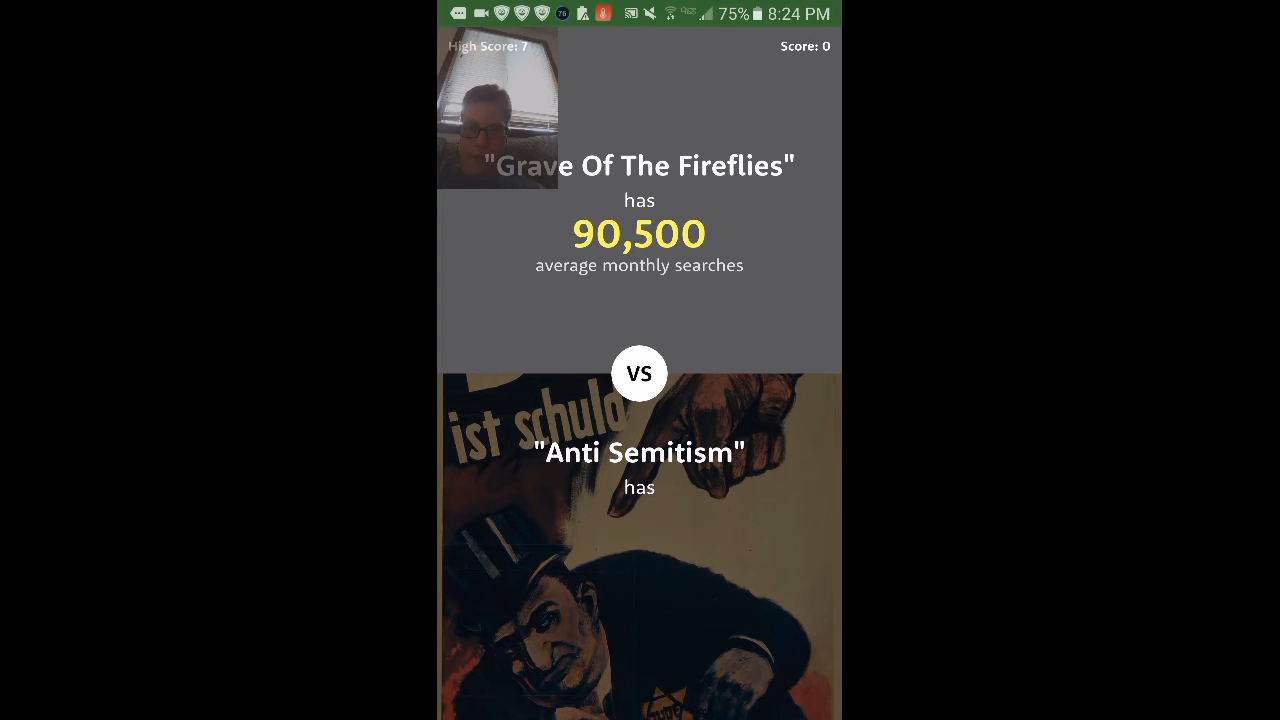 75% 8:24 PM
High Score: 7
Score: 0
"Grave Of The Fireflies"
has
90,500
average monthly searches
VS
ist schuld
"Anti Semitism"
has